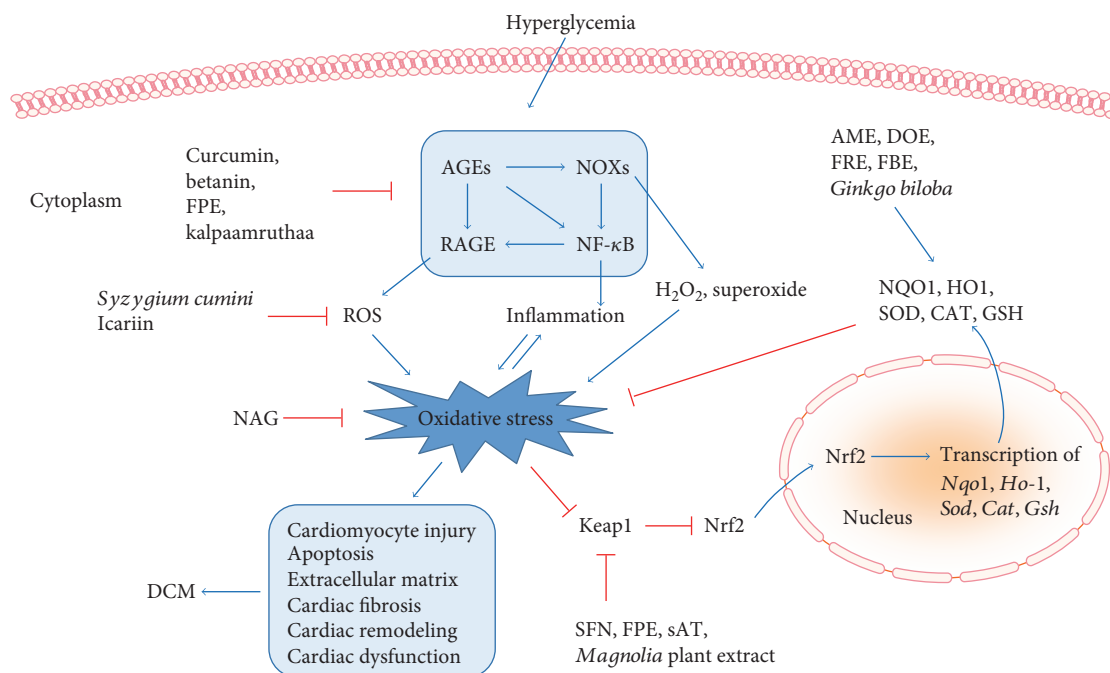 Hyperglycemia
Cytoplasm
Curcumin,
betanin,
FPE,
kalpaamruthaa
AGEs
NOXs
RAGE
NF-κB
AME, DOE,
FRE, FBE,
Ginkgo biloba
Syzygium cumini
Icariin
ROS
Inflammation
H₂O₂, superoxide
NQO1, HO1,
SOD, CAT, GSH
NAG
Oxidative stress
Nrf2
Transcription of
Nqo1, Ho-1,
Sod, Cat, Gsh
Nucleus
Keap1
Nrf2
DCM
Cardiomyocyte injury
Apoptosis
Extracellular matrix
Cardiac fibrosis
Cardiac remodeling
Cardiac dysfunction
SFN, FPE, sAT,
Magnolia plant extract